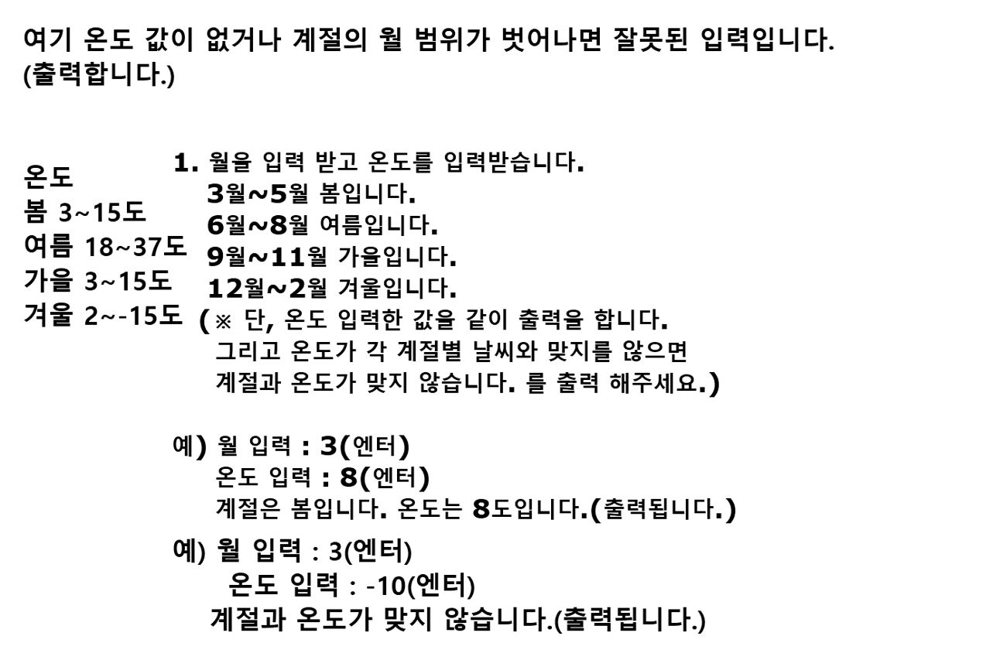 여기 온도 값이 없거나 계절의 월 범위가 벗어나면 잘못된 입력입니다.
(출력합니다.)
온도
봄 3~15도
여름 18~37도
가을 3~15도
겨울 2~-15도
1. 월을 입력 받고 온도를 입력받습니다.
3월~5월 봄입니다.
6월~8월 여름입니다.
9월~11월 가을입니다.
12월~2월 겨울입니다.
(※ 단, 온도 입력한 값을 같이 출력을 합니다.
그리고 온도가 각 계절별 날씨와 맞지를 않으면
계절과 온도가 맞지 않습니다. 를 출력 해주세요.)
예) 월 입력 : 3(엔터)
온도 입력 : 8(엔터)
계절은 봄입니다. 온도는 8도입니다.(출력됩니다.)
예) 월 입력 : 3(엔터)
온도 입력 : -10(엔터)
계절과 온도가 맞지 않습니다.(출력됩니다.)